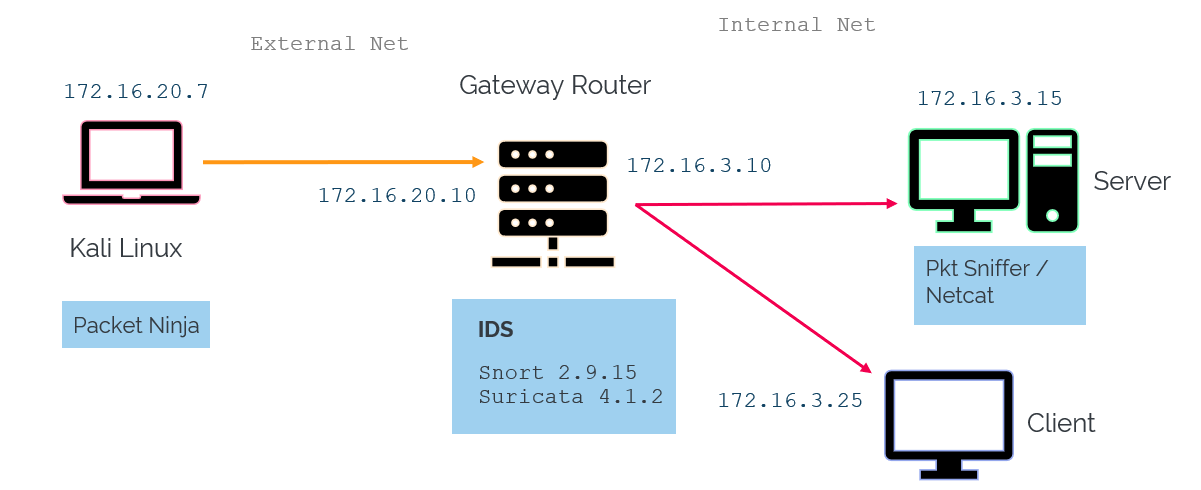 External Net
Internal Net
172.16.20.7
Gateway Router
172.16.3.15
172.16.20.10
172.16.3.10
Server
Kali Linux
Pkt Sniffer /
Netcat
Packet Ninja
IDS
Snort 2.9.15
Suricata 4.1.2
172.16.3.25
Client